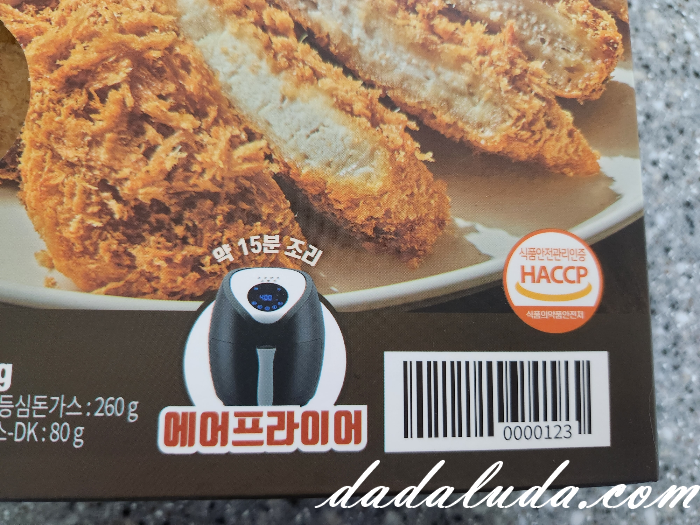 약 15분 조리
400
에어프라이어
식품안전관리인증
HACCP
식품의약품안전처
g
등심돈가스 : 260 g
스-DK : 80 g
0000123
dadaluda.com